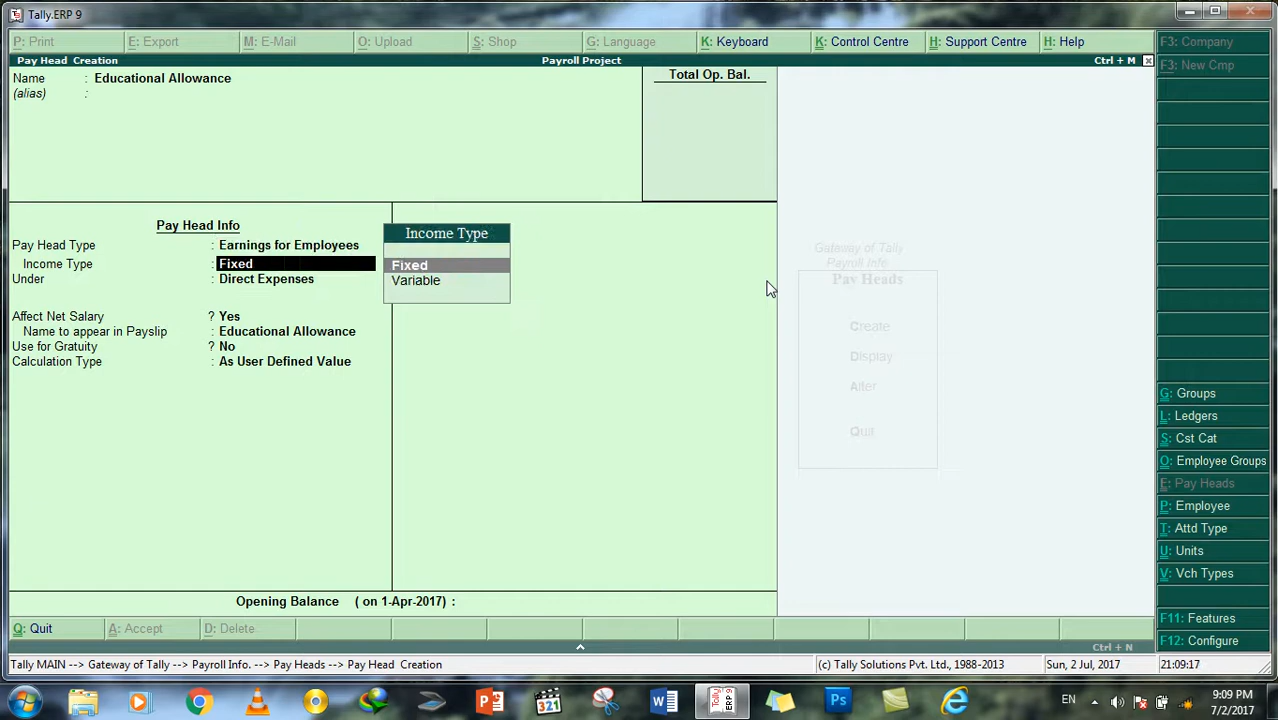 Tally.ERP 9
P: Print E: Export M: E-Mail O: Upload S: Shop G: Language K: Keyboard K: Control Centre H: Support Centre H: Help F3: Company
Pay Head Creation Payroll Project Ctrl + M
F3: New Cmp
Name : Educational Allowance
(alias) :
Total Op. Bal.
Pay Head Info
Pay Head Type : Earnings for Employees
Income Type : Fixed
Under : Direct Expenses
Affect Net Salary ? Yes
Name to appear in Payslip : Educational Allowance
Use for Gratuity ? No
Calculation Type : As User Defined Value
Income Type
Fixed
Variable
Gateway of Tally
Payroll Info.
Pay Heads
Create
Display
Alter
Quit
G: Groups
L: Ledgers
S: Cst Cat
O: Employee Groups
E: Pay Heads
P: Employee
T: Attd Type
U: Units
V: Vch Types
F11: Features
F12: Configure
Opening Balance ( on 1-Apr-2017) :
Q: Quit A: Accept D: Delete
Ctrl + N
Tally MAIN --> Gateway of Tally --> Payroll Info. --> Pay Heads --> Pay Head Creation (c) Tally Solutions Pvt. Ltd., 1988-2013 Sun, 2 Jul, 2017 21:09:17
321
W
Tally ERP 9
Ps
EN
9:09 PM
7/2/2017